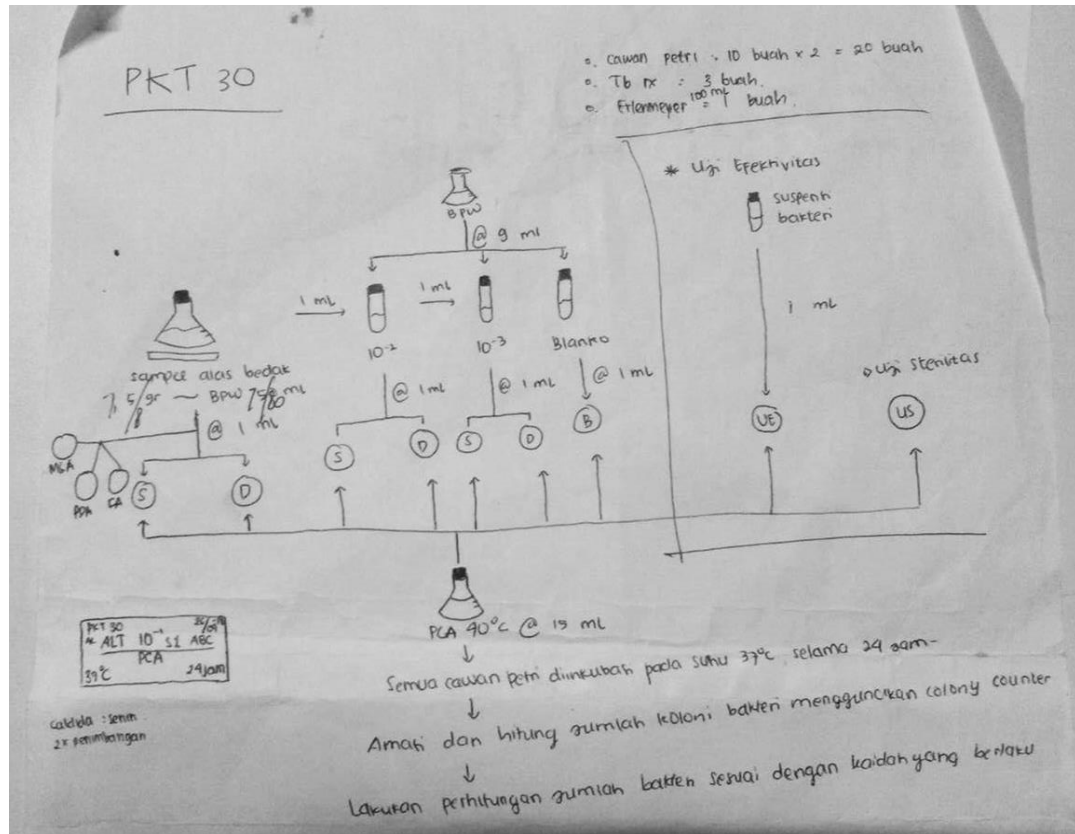 PKT 30
o. Cawan petri : 10 buah x 2 = 20 buah
o. Tb rx : 3 buah.
o. Erlenmeyer 100 mL = 1 buah.
* Uji Efektivitas
suspensi
bakteri
1 mL
Uji sterilitas
UE
US
BPW
@ 9 ml
1 mL
1 mL
10⁻²
10⁻³
Blanko
@ 1 mL
@ 1 mL
@ 1 mL
S
D
S
D
B
sampel alas bedak
gr ~ BPW
mL
@ 1 mL
MSA
PDA
CA
S
D
PCA 40°C @ 15 ml
Semua cawan petri diinkubasi pada suhu 37°C, selama 24 jam-
Amati dan hitung jumlah koloni bakteri menggunakan colony counter
Lakukan perhitungan jumlah bakteri sesuai dengan kaidah yang berlaku
PKT 30
ALT 10⁻¹ S1 ABC
PCA
37°C 24 jam
Candida : senin
2x penimbangan